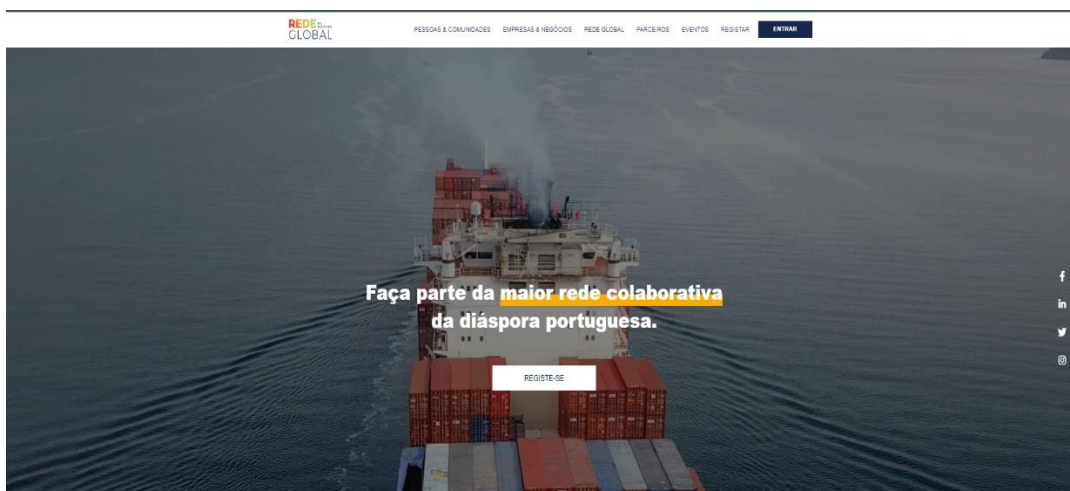 REDE
GLOBAL
PESSOAS & COMUNIDADES EMPRESAS & NEGÓCIOS REDE GLOBAL PARCEIROS EVENTOS REGISTAR ENTRAR
Faça parte da maior rede colaborativa
da diáspora portuguesa.
REGISTE-SE